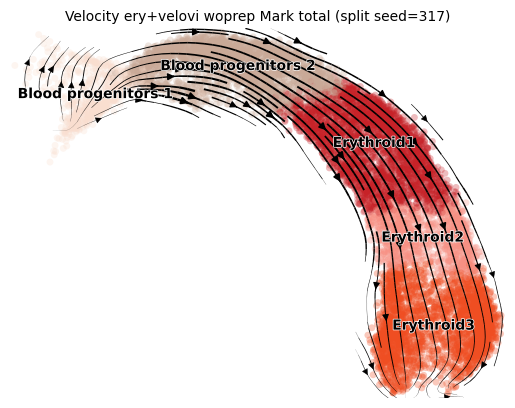 Velocity ery+velovi woprep Mark total (split seed=317)
Blood progenitors 2
Blood progenitors 1
Erythroid1
Erythroid2
Erythroid3